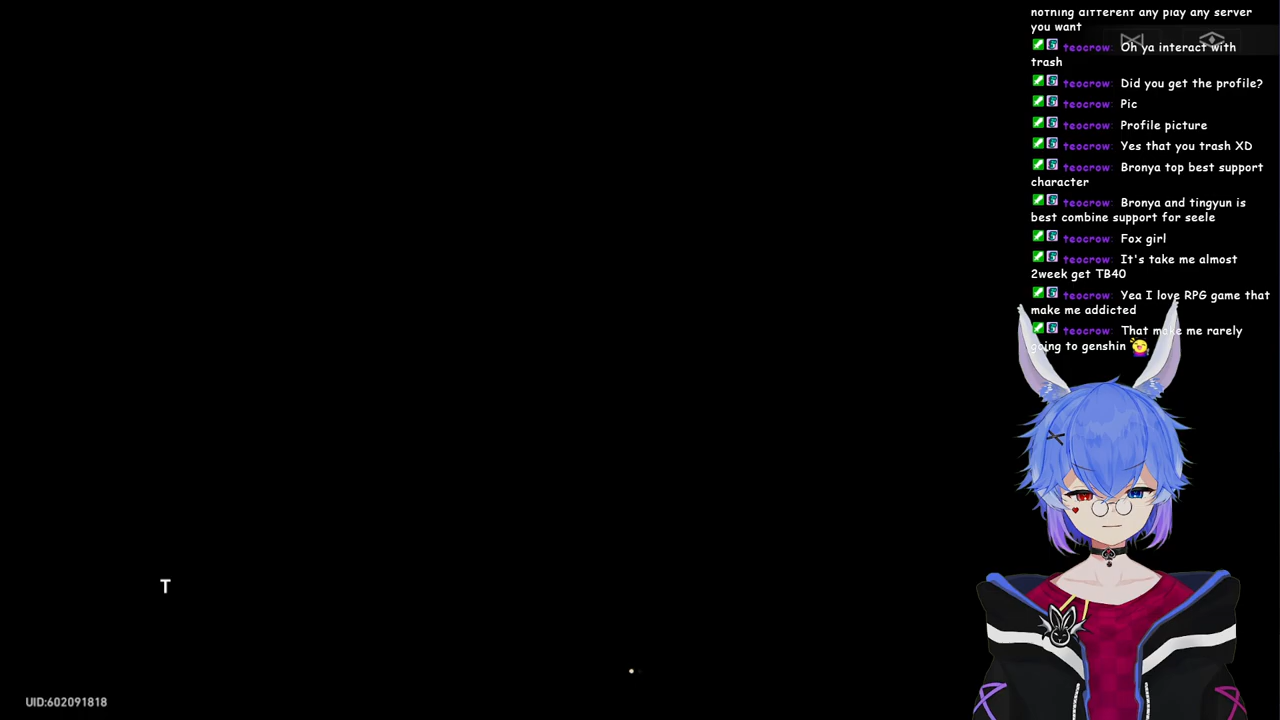 nothing different any play any server
you want
teocrow: Oh ya interact with
trash
teocrow: Did you get the profile?
teocrow: Pic
teocrow: Profile picture
teocrow: Yes that you trash XD
teocrow: Bronya top best support
character
teocrow: Bronya and tingyun is
best combine support for seele
teocrow: Fox girl
teocrow: It's take me almost
2week get TB40
teocrow: Yea I love RPG game that
make me addicted
teocrow: That make me rarely
going to genshin
T
UID:602091818